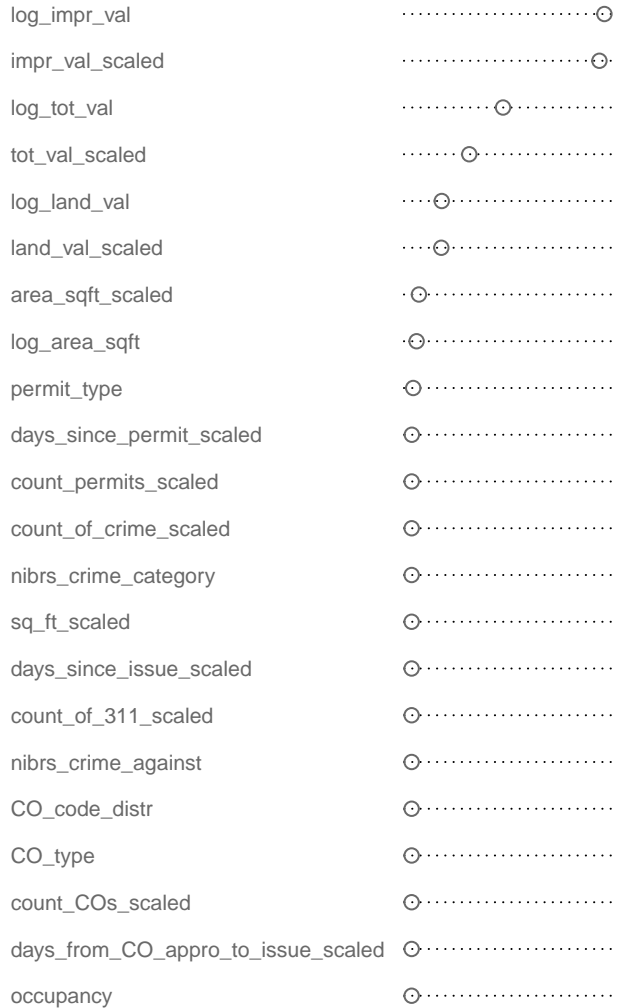 log_impr_val
impr_val_scaled
log_tot_val
tot_val_scaled
log_land_val
land_val_scaled
area_sqft_scaled
log_area_sqft
permit_type
days_since_permit_scaled
count_permits_scaled
count_of_crime_scaled
nibrs_crime_category
sq_ft_scaled
days_since_issue_scaled
count_of_311_scaled
nibrs_crime_against
CO_code_distr
CO_type
count_COs_scaled
days_from_CO_appro_to_issue_scaled
occupancy